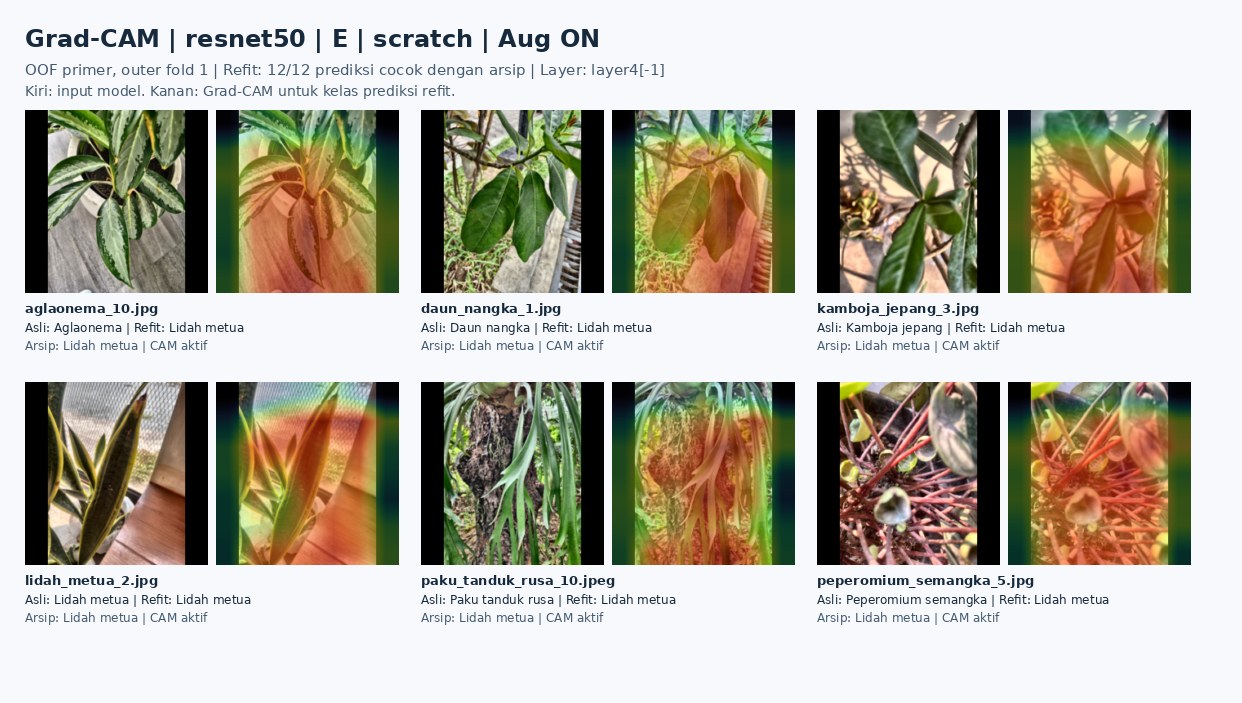 Grad-CAM | resnet50 | E | scratch | Aug ON
OOF primer, outer fold 1 | Refit: 12/12 prediksi cocok dengan arsip | Layer: layer4[-1]
Kiri: input model. Kanan: Grad-CAM untuk kelas prediksi refit.
aglaonema_10.jpg
Asli: Aglaonema | Refit: Lidah metua
Arsip: Lidah metua | CAM aktif
daun_nangka_1.jpg
Asli: Daun nangka | Refit: Lidah metua
Arsip: Lidah metua | CAM aktif
kamboja_jepang_3.jpg
Asli: Kamboja jepang | Refit: Lidah metua
Arsip: Lidah metua | CAM aktif
lidah_metua_2.jpg
Asli: Lidah metua | Refit: Lidah metua
Arsip: Lidah metua | CAM aktif
paku_tanduk_rusa_10.jpeg
Asli: Paku tanduk rusa | Refit: Lidah metua
Arsip: Lidah metua | CAM aktif
peperomium_semangka_5.jpg
Asli: Peperomium semangka | Refit: Lidah metua
Arsip: Lidah metua | CAM aktif